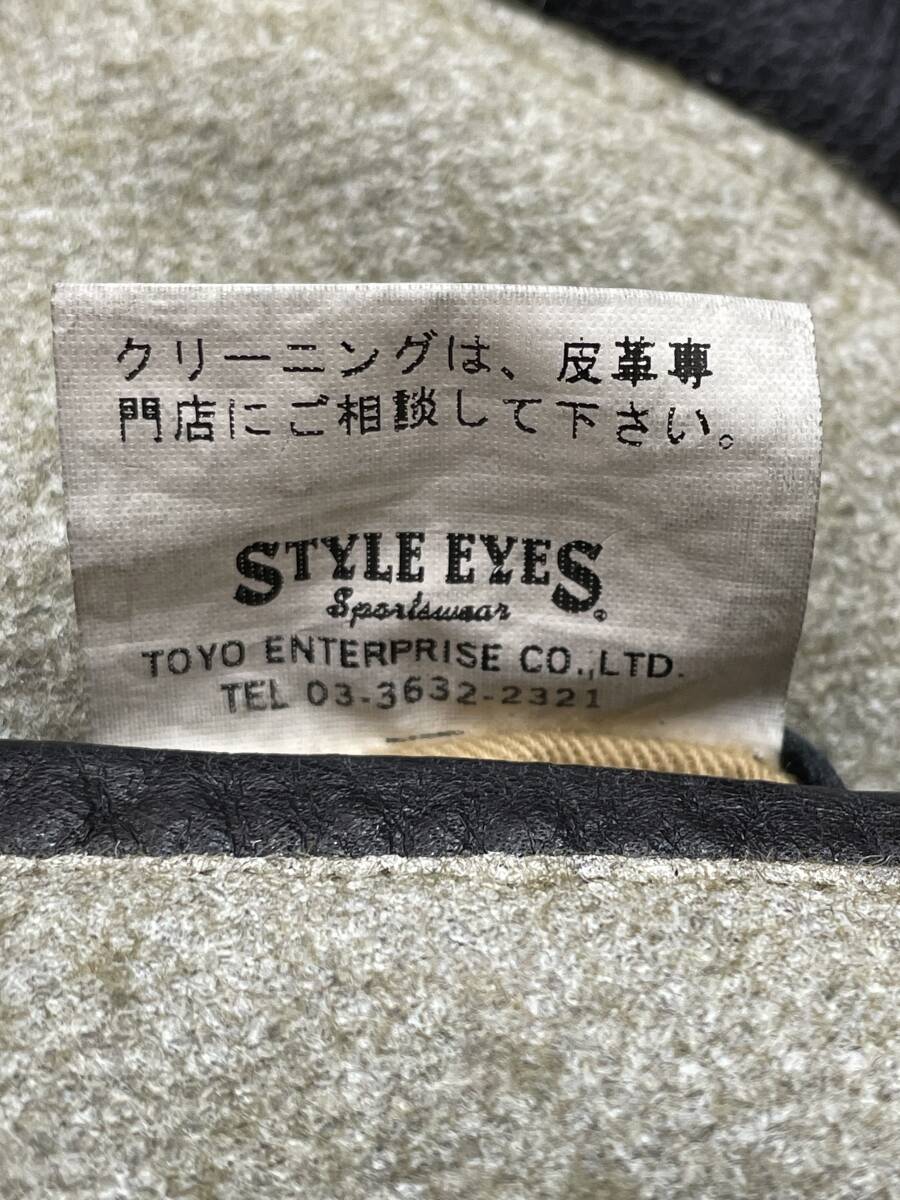 クリーニングは、皮革専
門店にご相談して下さい。
STYLE EYES
Sportswear ®
TOYO ENTERPRISE CO.,LTD.
TEL 03-3632-2321